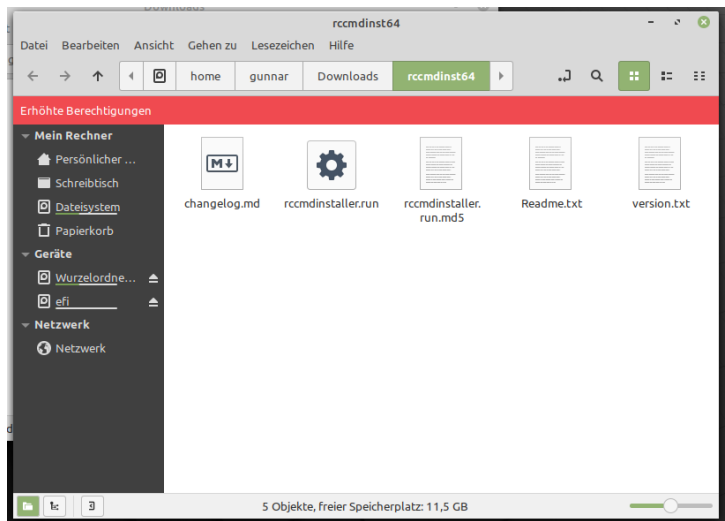 Downloads
rccmdinst64
Datei Bearbeiten Ansicht Gehen zu Lesezeichen Hilfe
home gunnar Downloads rccmdinst64
Erhöhte Berechtigungen
Mein Rechner
Persönlicher ...
Schreibtisch
Dateisystem
Papierkorb
Geräte
Wurzelordne...
efi
Netzwerk
Netzwerk
M
changelog.md
rccmdinstaller.run
rccmdinstaller.
run.md5
Readme.txt
version.txt
5 Objekte, freier Speicherplatz: 11,5 GB